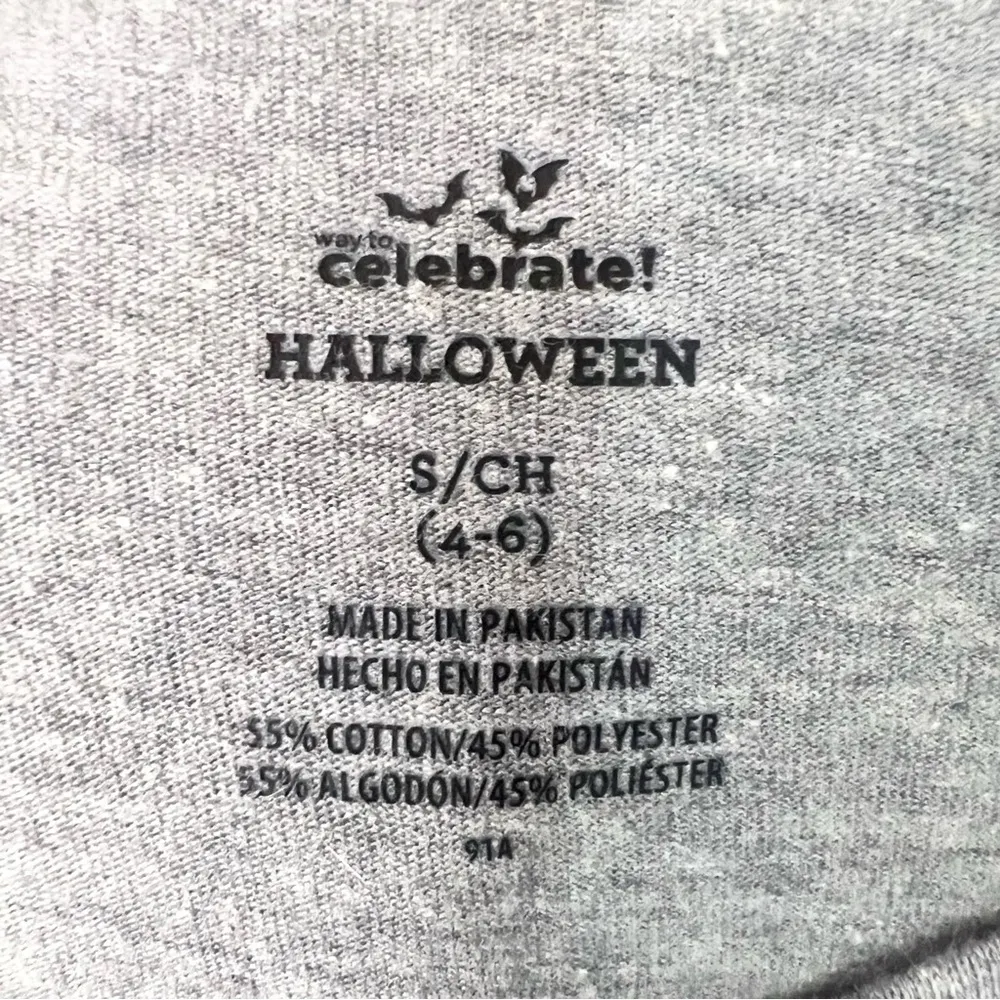 way to
celebrate!
HALLOWEEN
S/CH
(4-6)
MADE IN PAKISTAN
HECHO EN PAKISTÁN
55% COTTON/45% POLYESTER
55% ALGODÓN/45% POLIÉSTER
91A